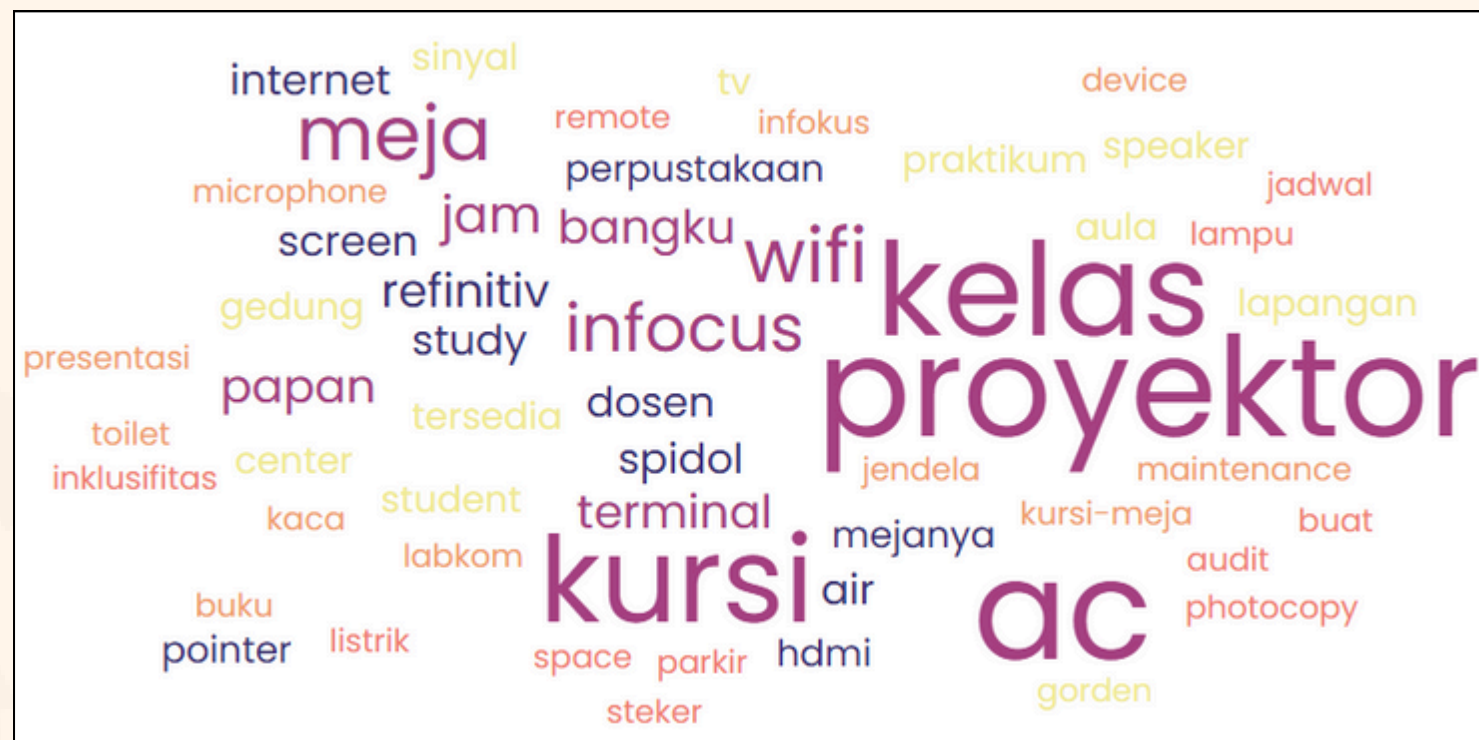 sinyal
internet
tv
device
meja
remote
infokus
speaker
praktikum
perpustakaan
jadwal
microphone
jam
bangku
aula
lampu
screen
wifi
kelas
refinitiv
gedung
lapangan
infocus
study
presentasi
papan
proyektor
dosen
tersedia
toilet
center
spidol
jendela
maintenance
inklusifitas
student
kaca
terminal
kursi-meja
buat
mejanya
labkom
audit
kursi
air
ac
buku
photocopy
pointer
listrik
space
parkir
hdmi
gorden
steker